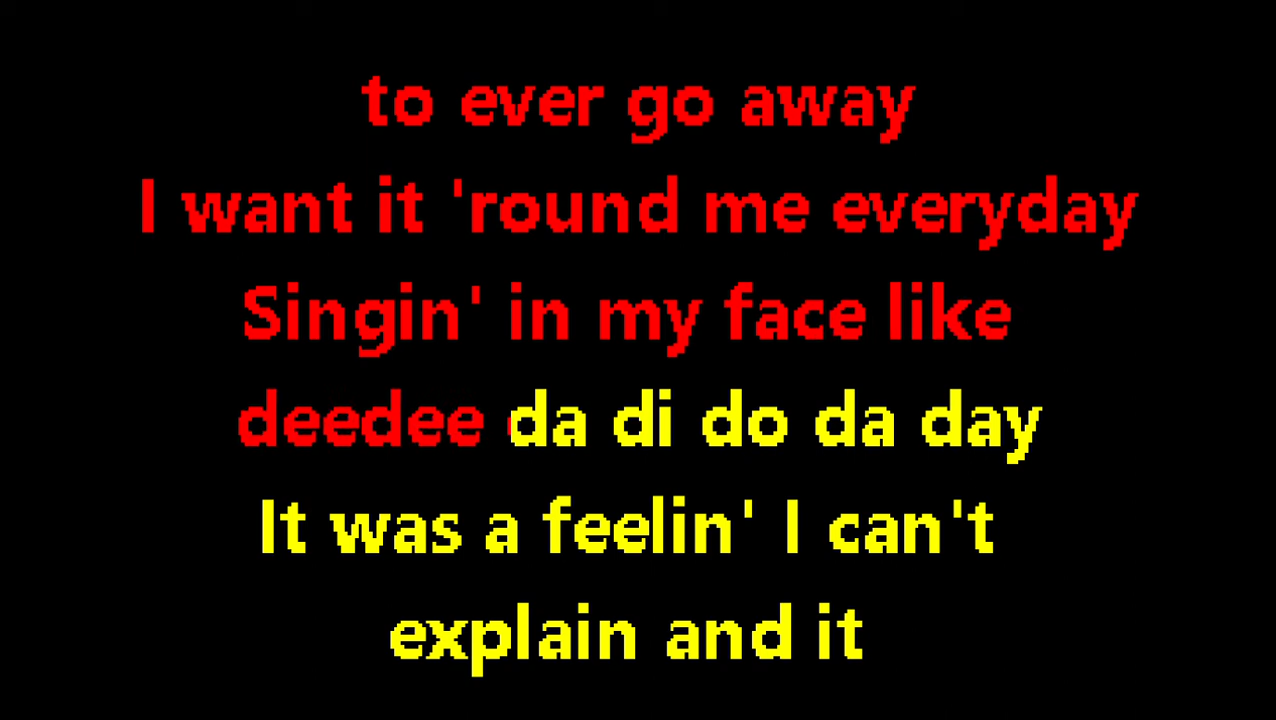 to ever go away
I want it 'round me everyday
Singin' in my face like
deedee da di do da day
It was a feelin' I can't
explain and it